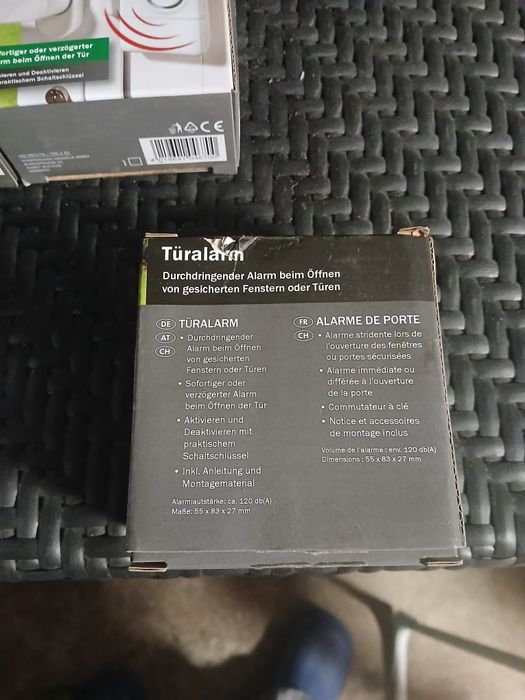 ofortiger oder verzögerter
arm beim Öffnen der Tür
vieren und Deaktivieren
praktischem Schaltschlüssel
CE
Türalarm
Durchdringender Alarm beim Öffnen
von gesicherten Fenstern oder Türen
DE TÜRALARM
AT • Durchdringender
CH Alarm beim Öffnen
von gesicherten
Fenstern oder Türen
• Sofortiger oder
verzögerter Alarm
beim Öffnen der Tür
• Aktivieren und
Deaktivieren mit
praktischem
Schaltschlüssel
• Inkl. Anleitung und
Montagematerial
Alarmlautstärke: ca. 120 db(A)
Maße: 55 x 83 x 27 mm
FR ALARME DE PORTE
CH • Alarme stridente lors de
l'ouverture des fenêtres
ou portes sécurisées
• Alarme immédiate ou
différée à l'ouverture
de la porte
• Commutateur à clé
• Notice et accessoires
de montage inclus
Volume de l'alarme : env. 120 db(A)
Dimensions : 55 x 83 x 27 mm